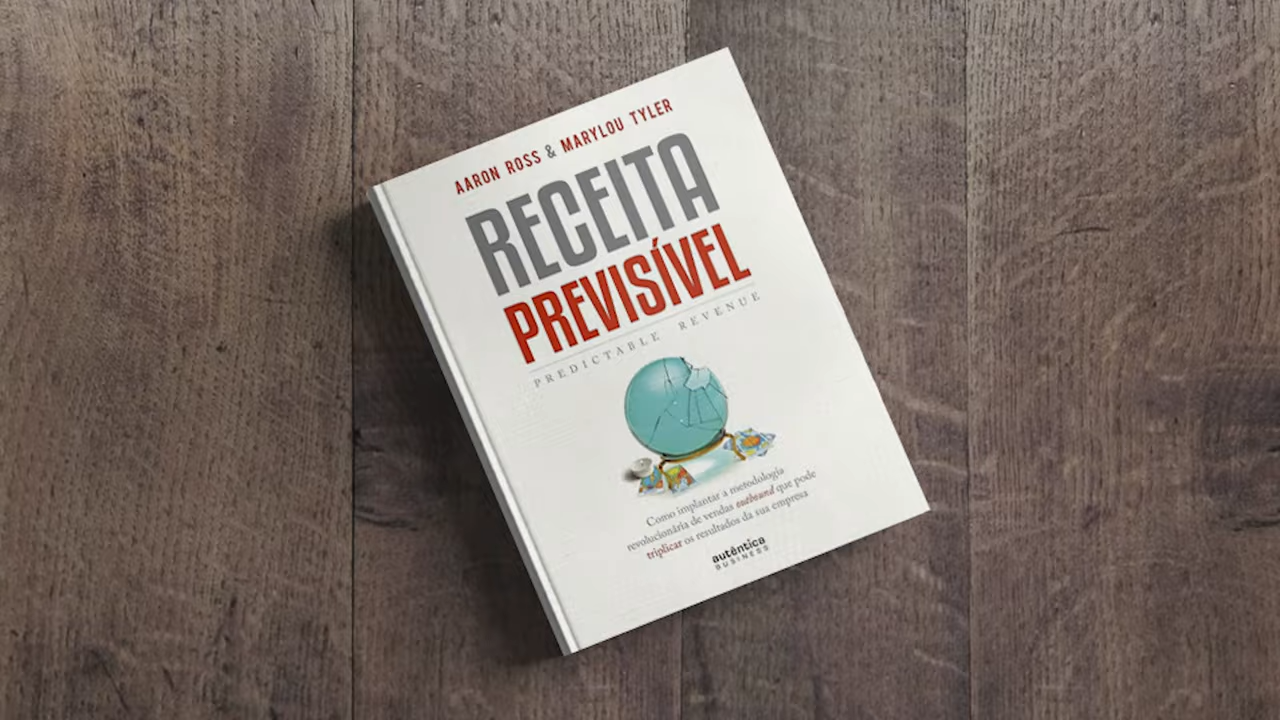 AARON ROSS & MARYLOU TYLER
RECEITA
PREVISÍVEL
PREDICTABLE REVENUE
Como implantar a metodologia
revolucionária de vendas outbound que pode
triplicar os resultados da sua empresa
autêntica
BUSINESS